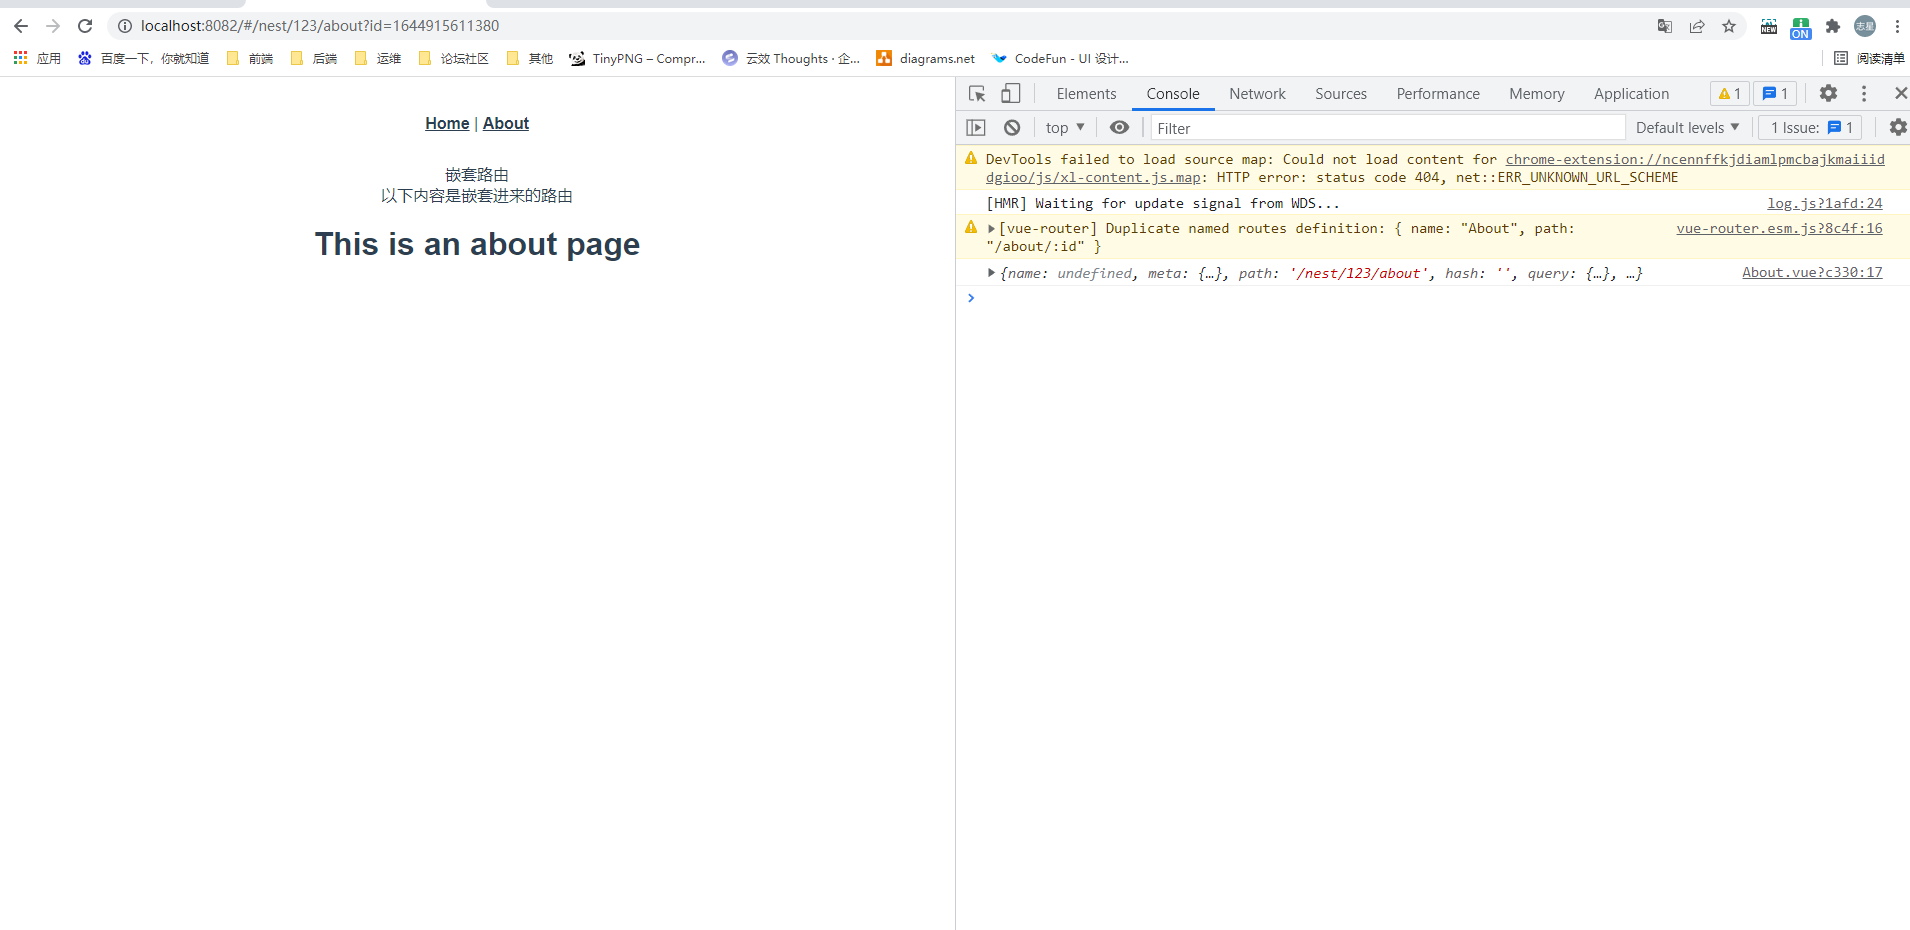 localhost:8082/#/nest/123/about?id=1644915611380
NEW
ON
志星
应用
百度一下，你就知道
前端
后端
运维
论坛社区
其他
TinyPNG – Compr...
云效 Thoughts · 企...
diagrams.net
CodeFun - UI 设计...
阅读清单
Home | About
嵌套路由
以下内容是嵌套进来的路由
This is an about page
Elements Console Network Sources Performance Memory Application 1 1
top Filter Default levels 1 Issue: 1
DevTools failed to load source map: Could not load content for chrome-extension://ncennffkjdiamlpmcbajkmaiiid
dgioo/js/xl-content.js.map: HTTP error: status code 404, net::ERR_UNKNOWN_URL_SCHEME
[HMR] Waiting for update signal from WDS... log.js?1afd:24
[vue-router] Duplicate named routes definition: { name: "About", path: vue-router.esm.js?8c4f:16
"/about/:id" }
{name: undefined, meta: {…}, path: '/nest/123/about', hash: '', query: {…}, …} About.vue?c330:17